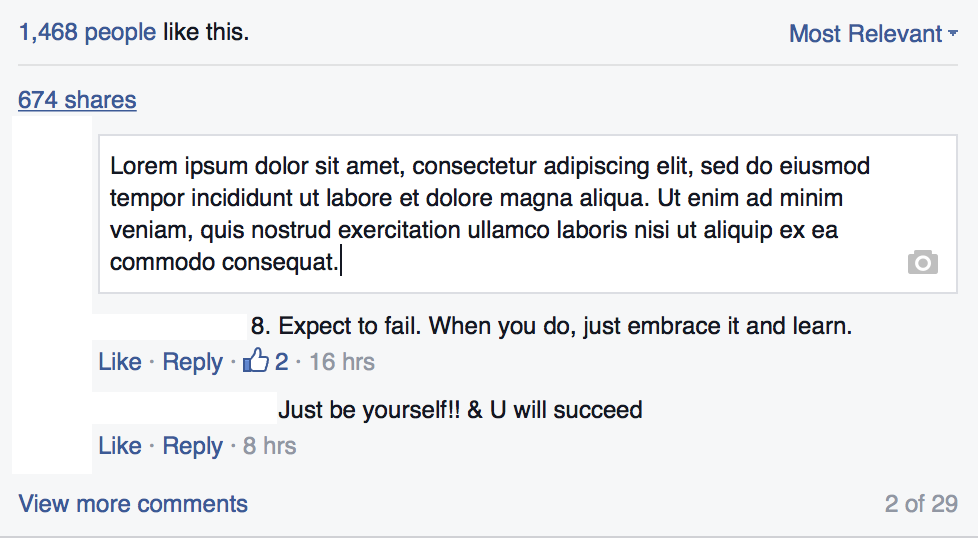 1,468 people like this. Most Relevant
674 shares
Lorem ipsum dolor sit amet, consectetur adipiscing elit, sed do eiusmod
tempor incididunt ut labore et dolore magna aliqua. Ut enim ad minim
veniam, quis nostrud exercitation ullamco laboris nisi ut aliquip ex ea
commodo consequat.
8. Expect to fail. When you do, just embrace it and learn.
Like · Reply · 2 · 16 hrs
Just be yourself!! & U will succeed
Like · Reply · 8 hrs
View more comments 2 of 29